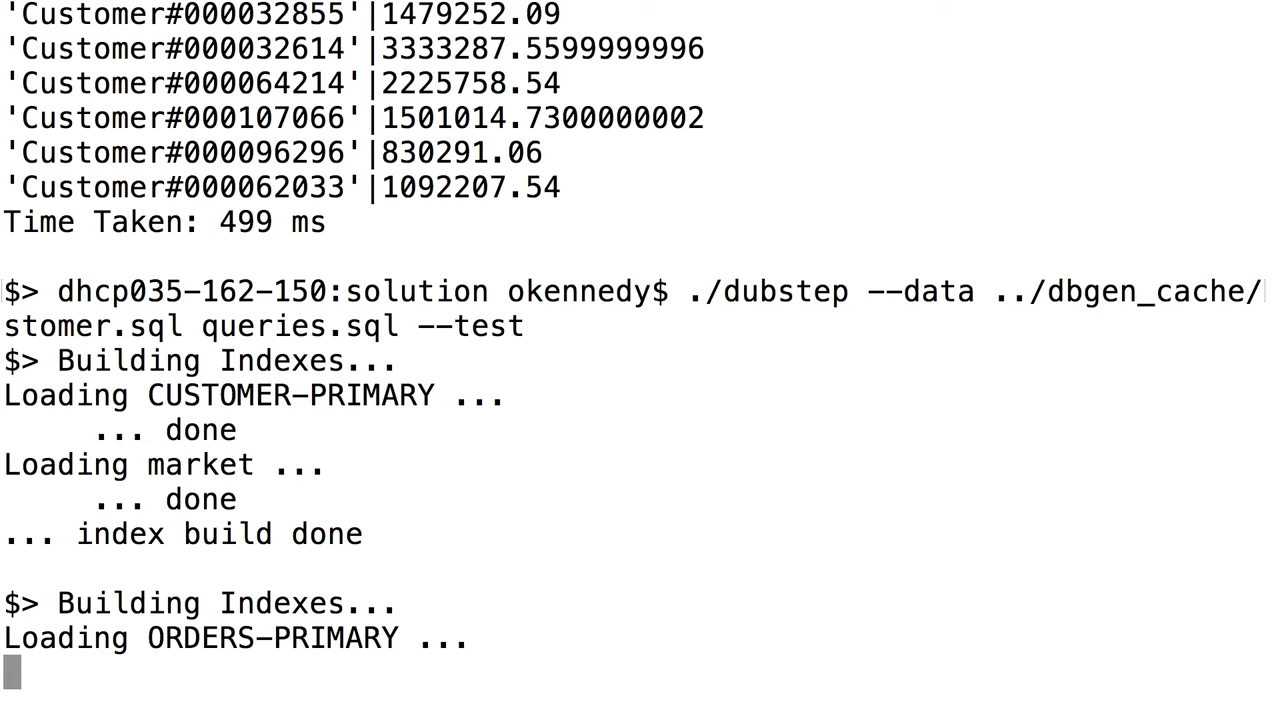 'Customer#000032855'|1479252.09
'Customer#000032614'|3333287.5599999996
'Customer#000064214'|2225758.54
'Customer#000107066'|1501014.7300000002
'Customer#000096296'|830291.06
'Customer#000062033'|1092207.54
Time Taken: 499 ms
$> dhcp035-162-150:solution okennedy$ ./dubstep --data ../dbgen_cache/
stomer.sql queries.sql --test
$> Building Indexes...
Loading CUSTOMER-PRIMARY ...
... done
Loading market ...
... done
... index build done
$> Building Indexes...
Loading ORDERS-PRIMARY ...